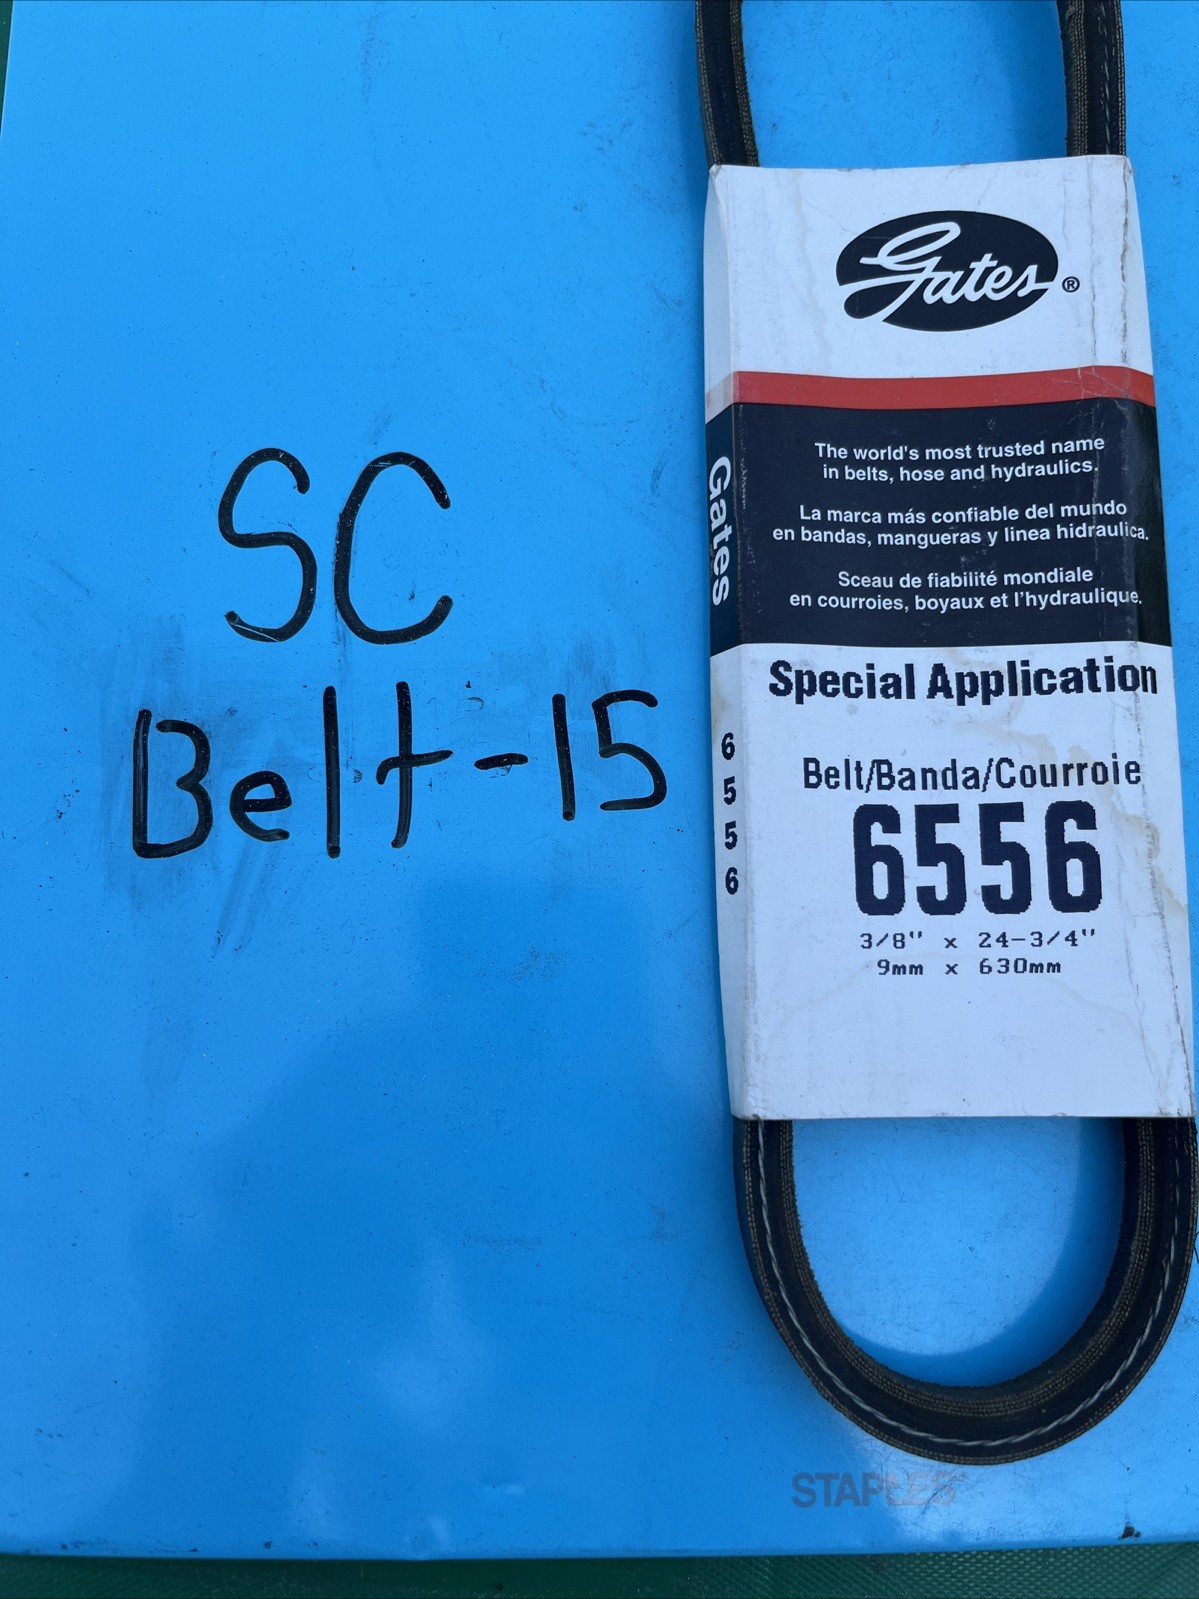 SC
Belt-15
Gates®
The world's most trusted name
in belts, hose and hydraulics.
La marca más confiable del mundo
en bandas, mangueras y linea hidraulica.
Sceau de fiabilité mondiale
en courroies, boyaux et l'hydraulique.
Gates
Special Application
Belt/Banda/Courroie
6556
3/8" x 24-3/4"
9mm x 630mm
6
5
5
6
STAPLES